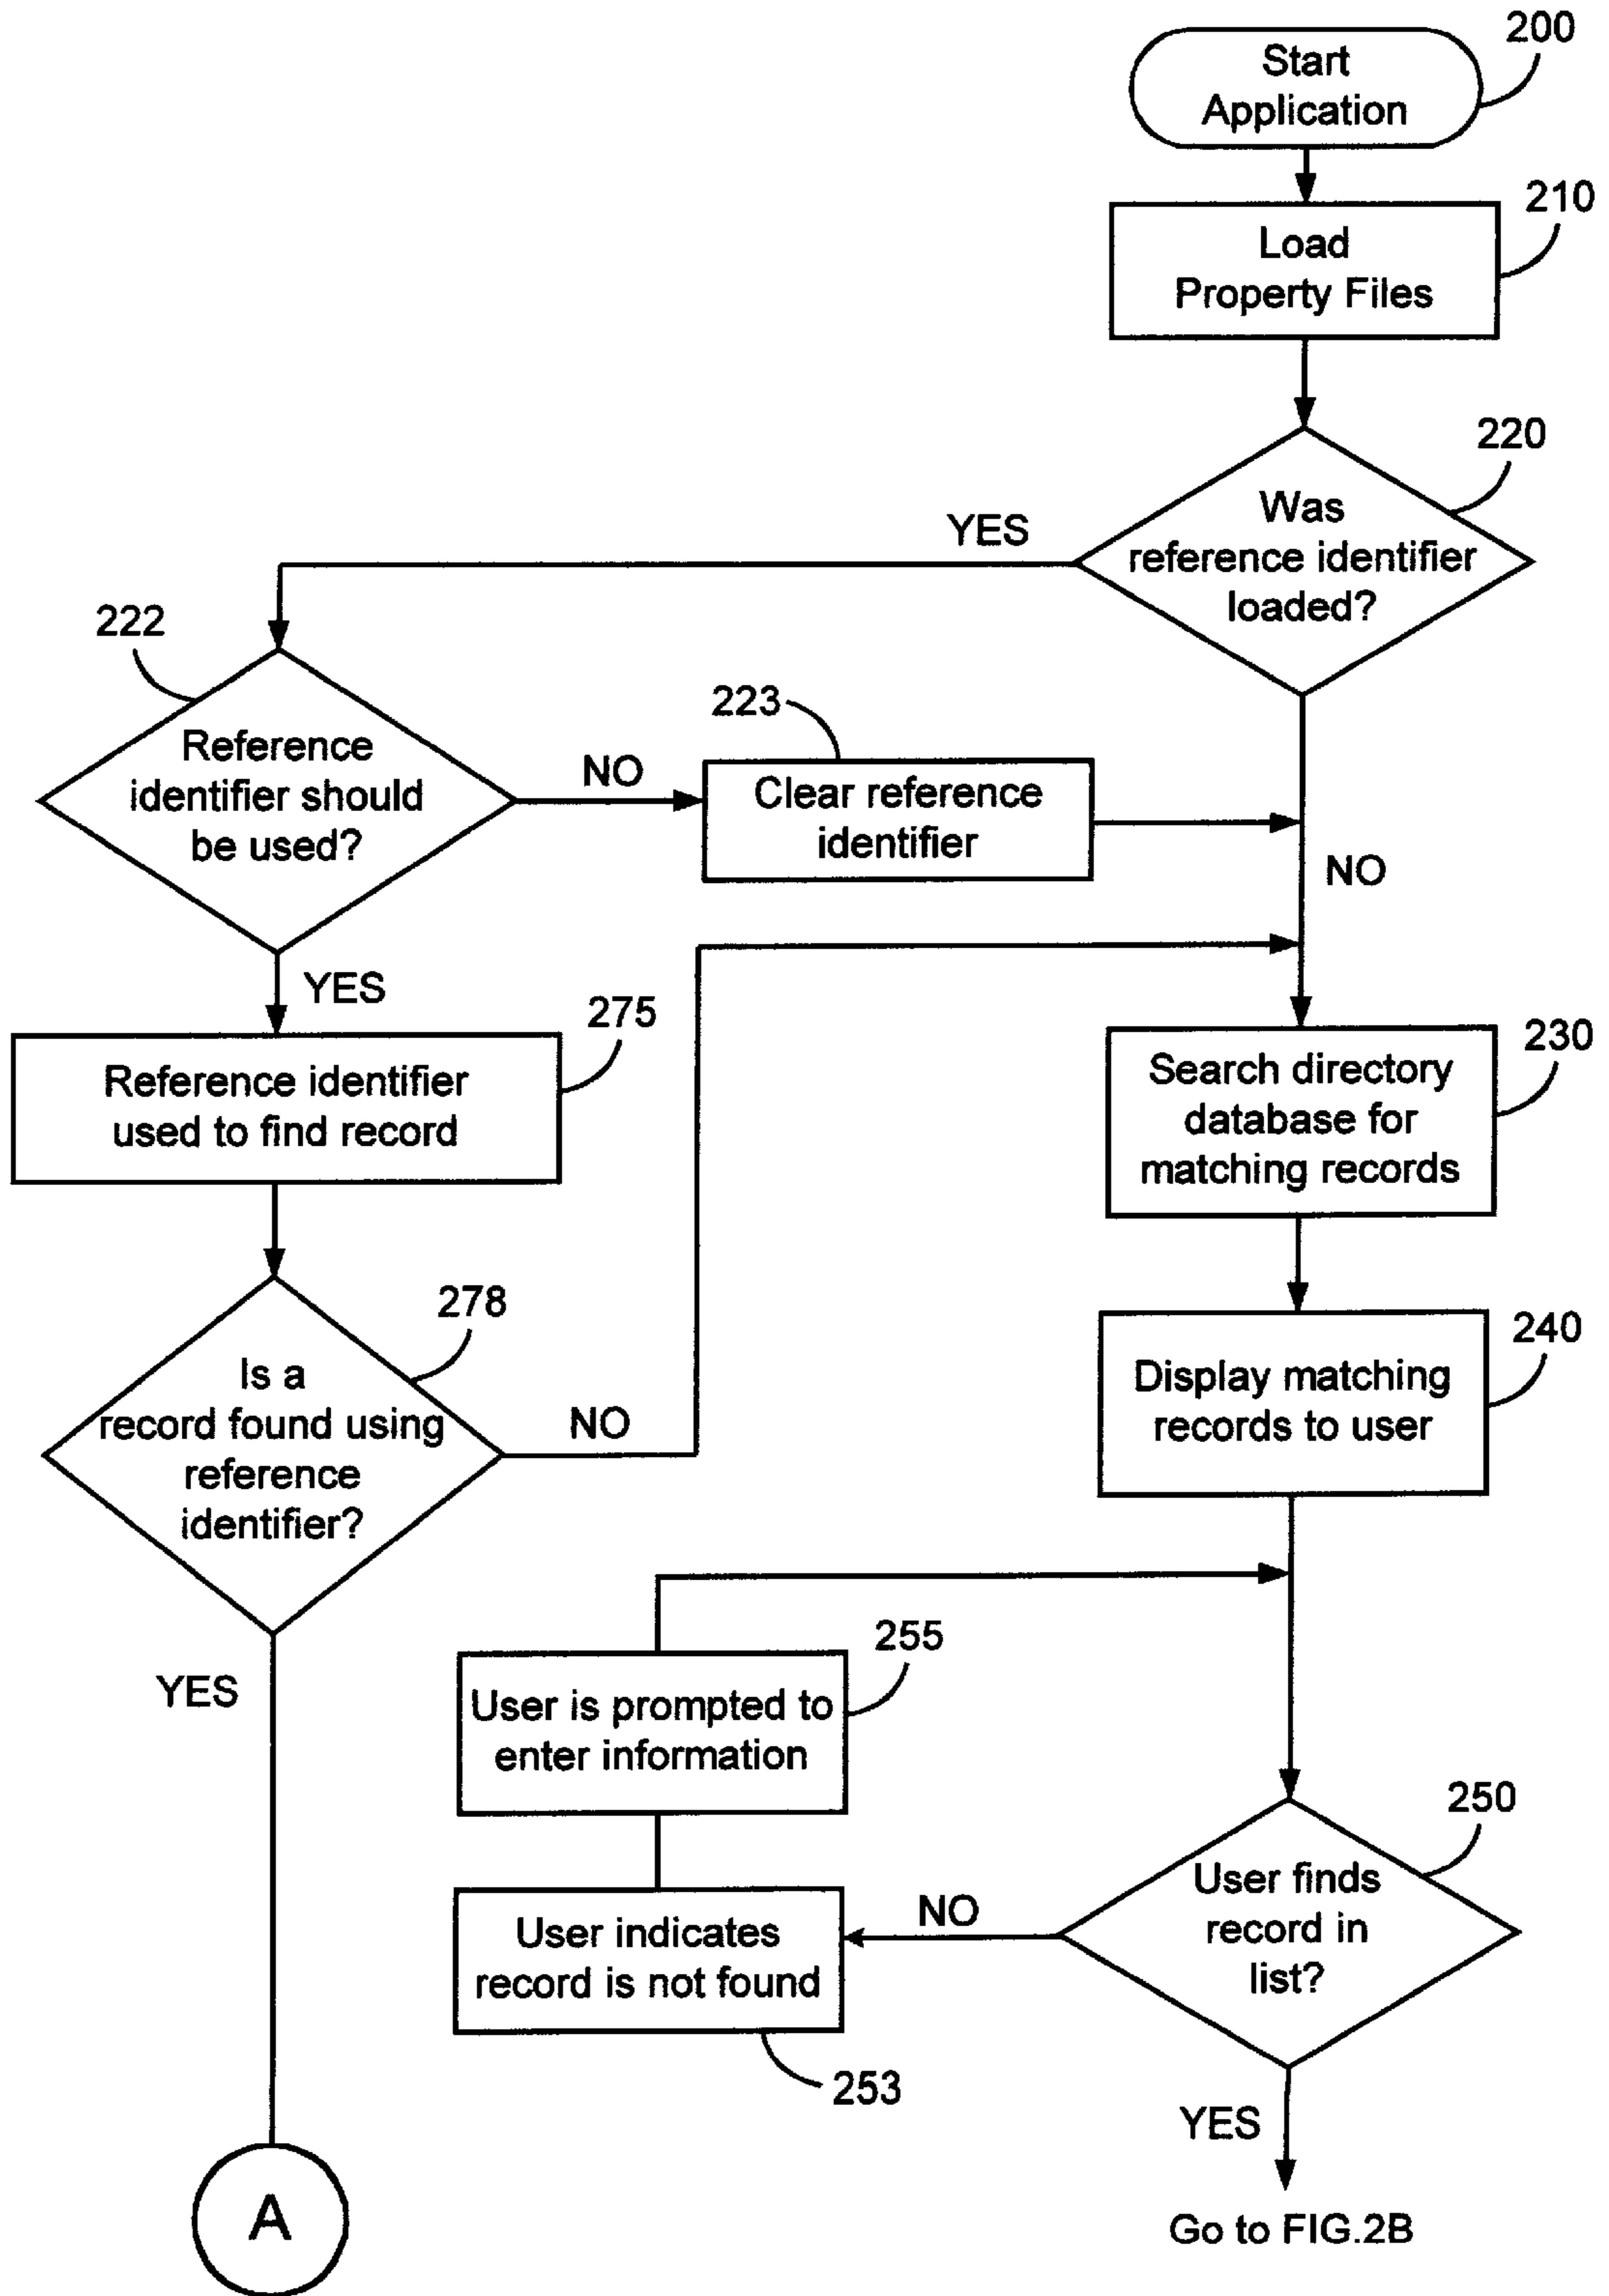 200
Start
Application
210
Load
Property Files
220
Was
reference identifier
loaded?
YES
222
Reference
identifier should
be used?
NO
223
Clear reference
identifier
NO
YES
275
Reference identifier
used to find record
230
Search directory
database for
matching records
278
Is a
record found using
reference
identifier?
NO
240
Display matching
records to user
YES
255
User is prompted to
enter information
250
User finds
record in
list?
NO
User indicates
record is not found
253
YES
A
Go to FIG.2B